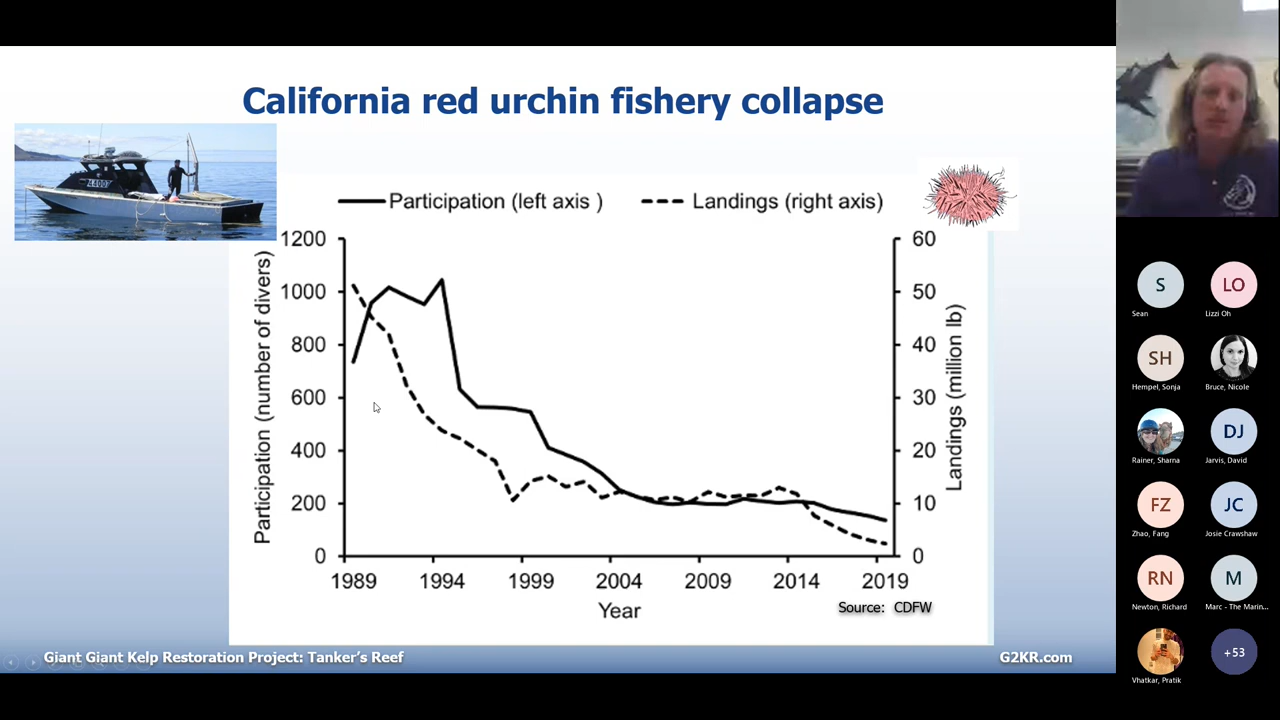 California red urchin fishery collapse
Participation (left axis )
Landings (right axis)
Participation (number of divers)
1200
1000
800
600
400
200
0
60
50
40
30
20
10
0
Landings (million lb)
1989 1994 1999 2004 2009 2014 2019
Year
Source: CDFW
Giant Giant Kelp Restoration Project: Tanker’s Reef
G2KR.com
S
Sean
LO
Lizzi Oh
SH
Hempel, Sonja
Bruce, Nicole
Rainer, Sharna
DJ
Jarvis, David
FZ
Zhao, Fang
JC
Josie Crawshaw
RN
Newton, Richard
M
Marc - The Marin...
Vhatkar, Pratik
+53